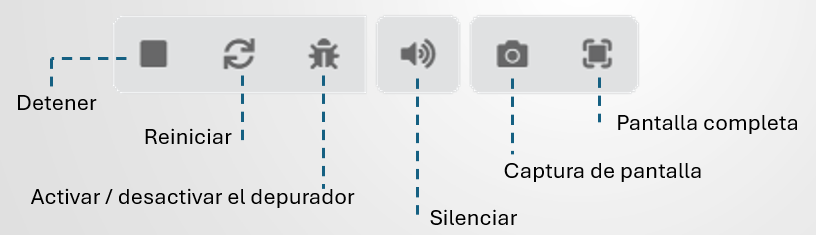 Detener
Reiniciar
Activar / desactivar el depurador
Silenciar
Captura de pantalla
Pantalla completa